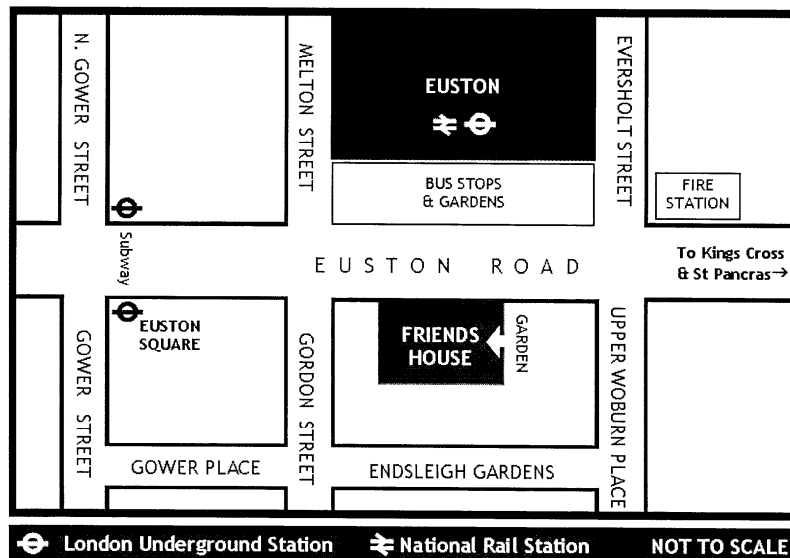 N. GOWER STREET
MELTON STREET
EUSTON
EVERSHOLT STREET
BUS STOPS
& GARDENS
FIRE
STATION
Subway
EUSTON ROAD
To Kings Cross
& St Pancras→
EUSTON
SQUARE
FRIENDS
HOUSE
GARDEN
GOWER STREET
GORDON STREET
UPPER WOBURN PLACE
GOWER PLACE
ENDSLEIGH GARDENS
London Underground Station
National Rail Station
NOT TO SCALE